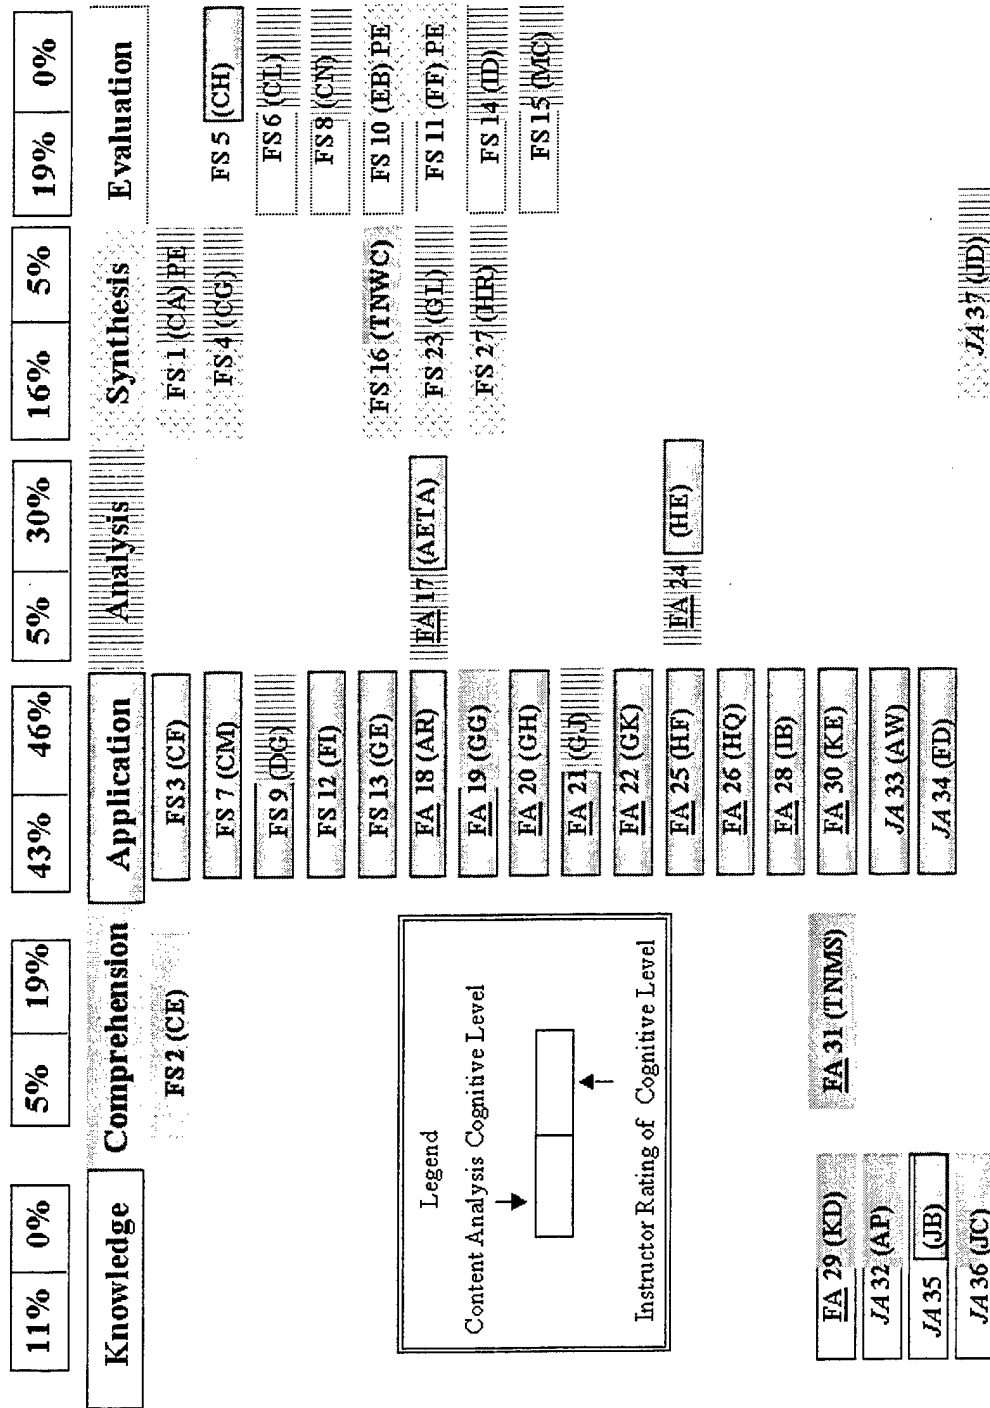 11% 0% 5% 19% 43% 46% 5% 30% 16% 5% 19% 0%
Knowledge Comprehension Application Analysis Synthesis Evaluation
FS 2 (CE) FS 3 (CF) FS 1 (CA) PE
FS 7 (CM) FS 4 (CG) FS 5 (CH)
FS 9 (DG) FS 6 (CL)
FS 12 (FI) FS 8 (CN)
FS 13 (GE) FS 16 (TNWC) FS 10 (EB) PE
FA 18 (AR) FA 17 (AETA) FS 23 (GL) FS 11 (FF) PE
FA 19 (GG) FS 27 (HR) FS 14 (ID)
FA 20 (GH) FS 15 (MC)
FA 21 (GJ)
FA 22 (GK)
FA 25 (HF) FA 24 (HE)
FA 26 (HQ)
FA 28 (IB)
FA 29 (KD) FA 31 (TNMS) FA 30 (KE)
JA 32 (AP) JA 33 (AW)
JA 35 (JB) JA 34 (FD)
JA 36 (JC) JA 37 (JD)
Legend
Content Analysis Cognitive Level
Instructor Rating of Cognitive Level